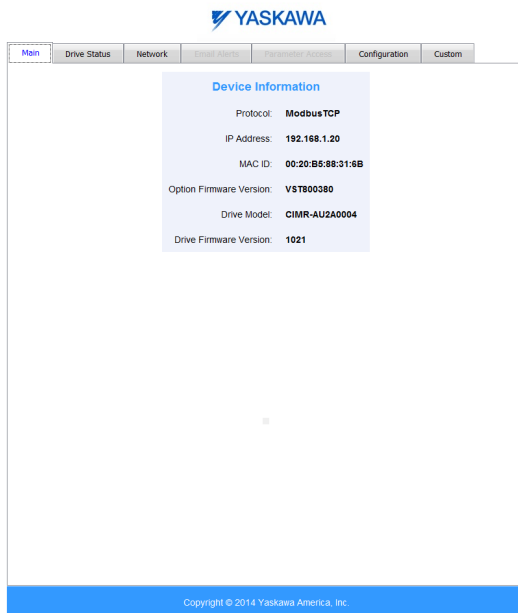 YASKAWA
Main Drive Status Network Email Alerts Parameter Access Configuration Custom
Device Information
Protocol: ModbusTCP
IP Address: 192.168.1.20
MAC ID: 00:20:B5:88:31:6B
Option Firmware Version: VST800380
Drive Model: CIMR-AU2A0004
Drive Firmware Version: 1021
Copyright © 2014 Yaskawa America, Inc.